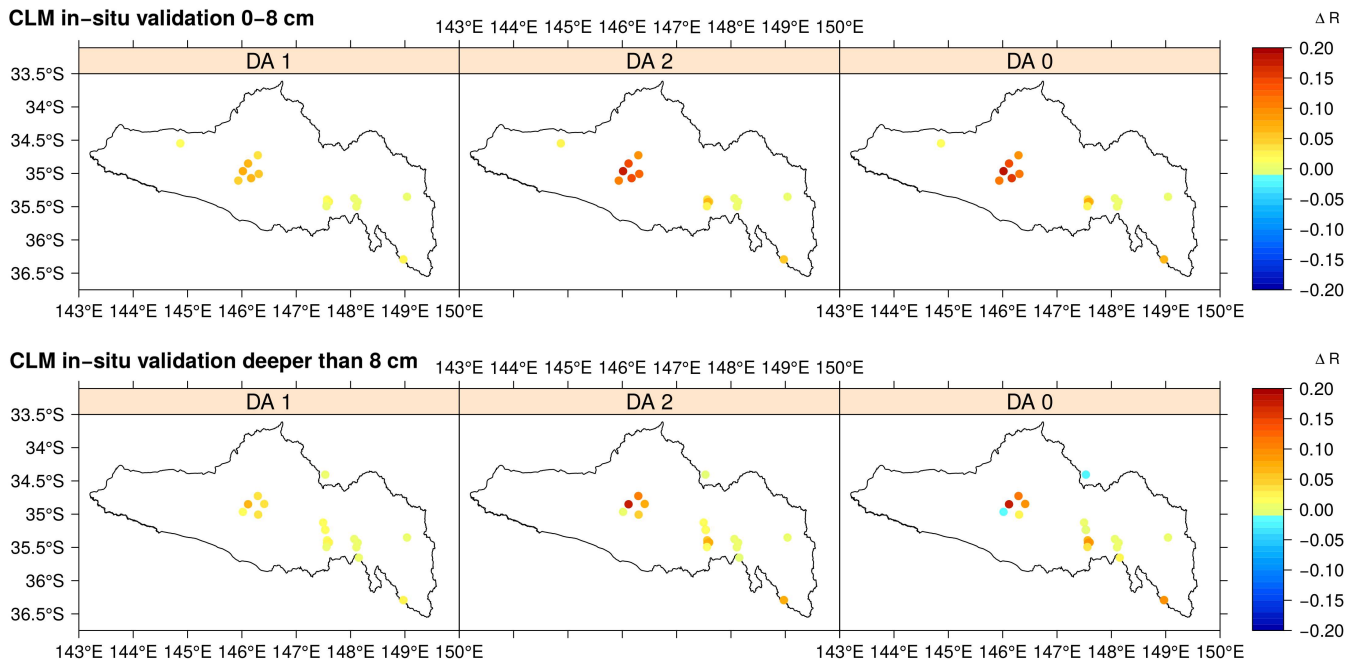 CLM in−situ validation 0−8 cm
143°E 144°E 145°E 146°E 147°E 148°E 149°E 150°E
Δ R
DA 1 DA 2 DA 0
33.5°S
34°S
34.5°S
35°S
35.5°S
36°S
36.5°S
0.20
0.15
0.10
0.05
0.00
−0.05
−0.10
−0.15
−0.20
143°E 144°E 145°E 146°E 147°E 148°E 149°E 150°E 143°E 144°E 145°E 146°E 147°E 148°E 149°E 150°E
CLM in−situ validation deeper than 8 cm
143°E 144°E 145°E 146°E 147°E 148°E 149°E 150°E
Δ R
DA 1 DA 2 DA 0
33.5°S
34°S
34.5°S
35°S
35.5°S
36°S
36.5°S
0.20
0.15
0.10
0.05
0.00
−0.05
−0.10
−0.15
−0.20
143°E 144°E 145°E 146°E 147°E 148°E 149°E 150°E 143°E 144°E 145°E 146°E 147°E 148°E 149°E 150°E